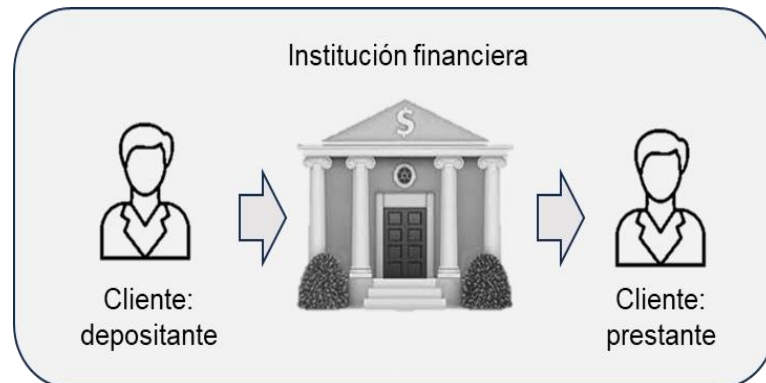 Institución financiera
$
Cliente:
depositante
Cliente:
prestante